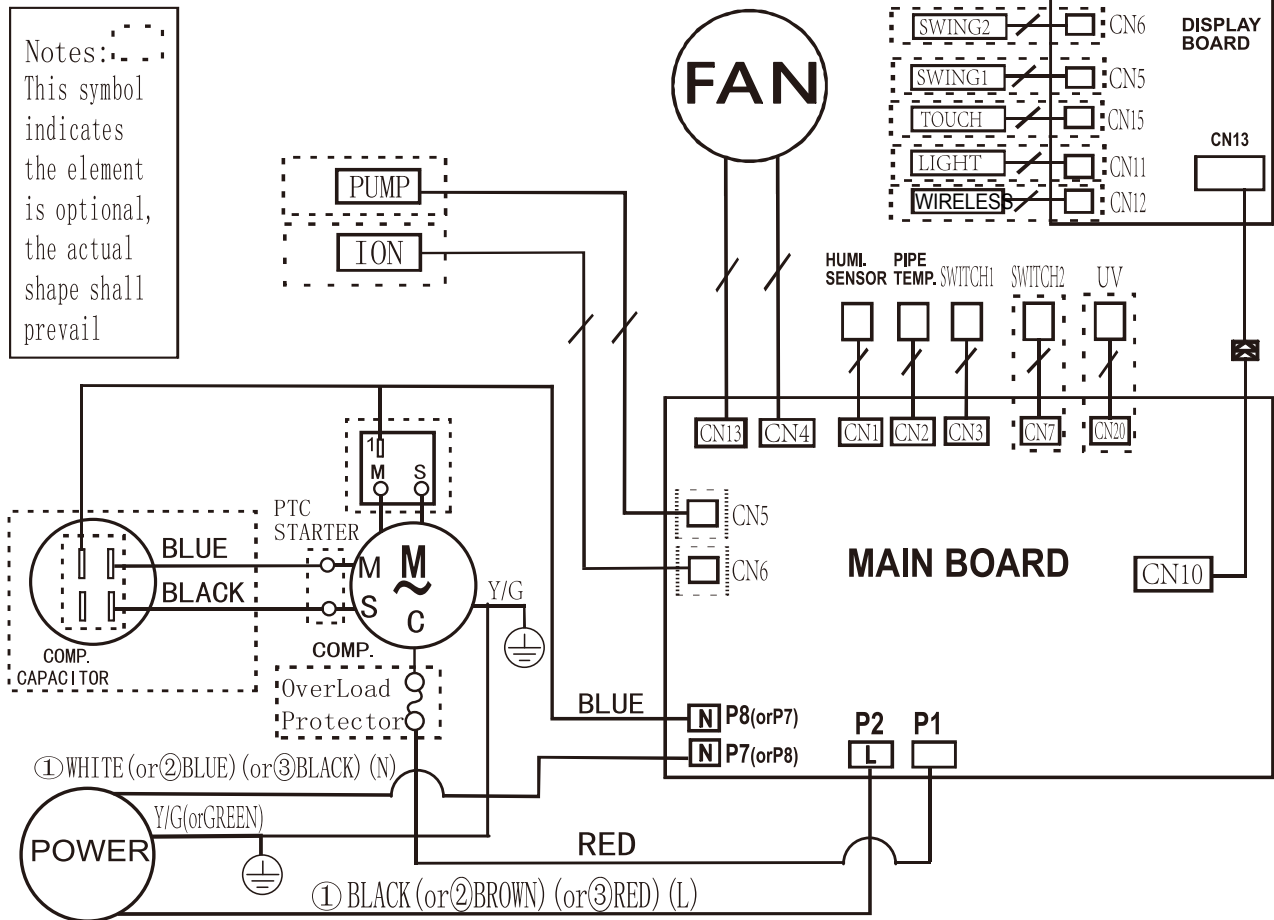 Notes:
This symbol
indicates
the element
is optional,
the actual
shape shall
prevail
PUMP
ION
FAN
SWING2
CN6
SWING1
CN5
TOUCH
CN15
LIGHT
CN11
WIRELESS
CN12
DISPLAY
BOARD
CN13
HUMI.
SENSOR
PIPE
TEMP.
SWITCH1
SWITCH2
UV
CN13
CN4
CN1
CN2
CN3
CN7
CN20
CN5
CN6
MAIN BOARD
CN10
1
M
S
PTC
STARTER
BLUE
BLACK
COMP.
CAPACITOR
M
S
M
~
C
COMP.
Y/G
OverLoad
Protector
BLUE
N P8(orP7)
N P7(orP8)
P2
L
P1
①WHITE(or②BLUE)(or③BLACK)(N)
Y/G(orGREEN)
POWER
RED
①BLACK(or②BROWN)(or③RED)(L)